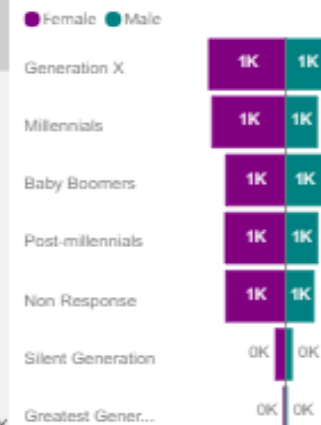 Female Male
Generation X 1K 1K
Millennials 1K 1K
Baby Boomers 1K 1K
Post-millennials 1K 1K
Non Response 1K 1K
Silent Generation 0K 0K
Greatest Gener... 0K 0K